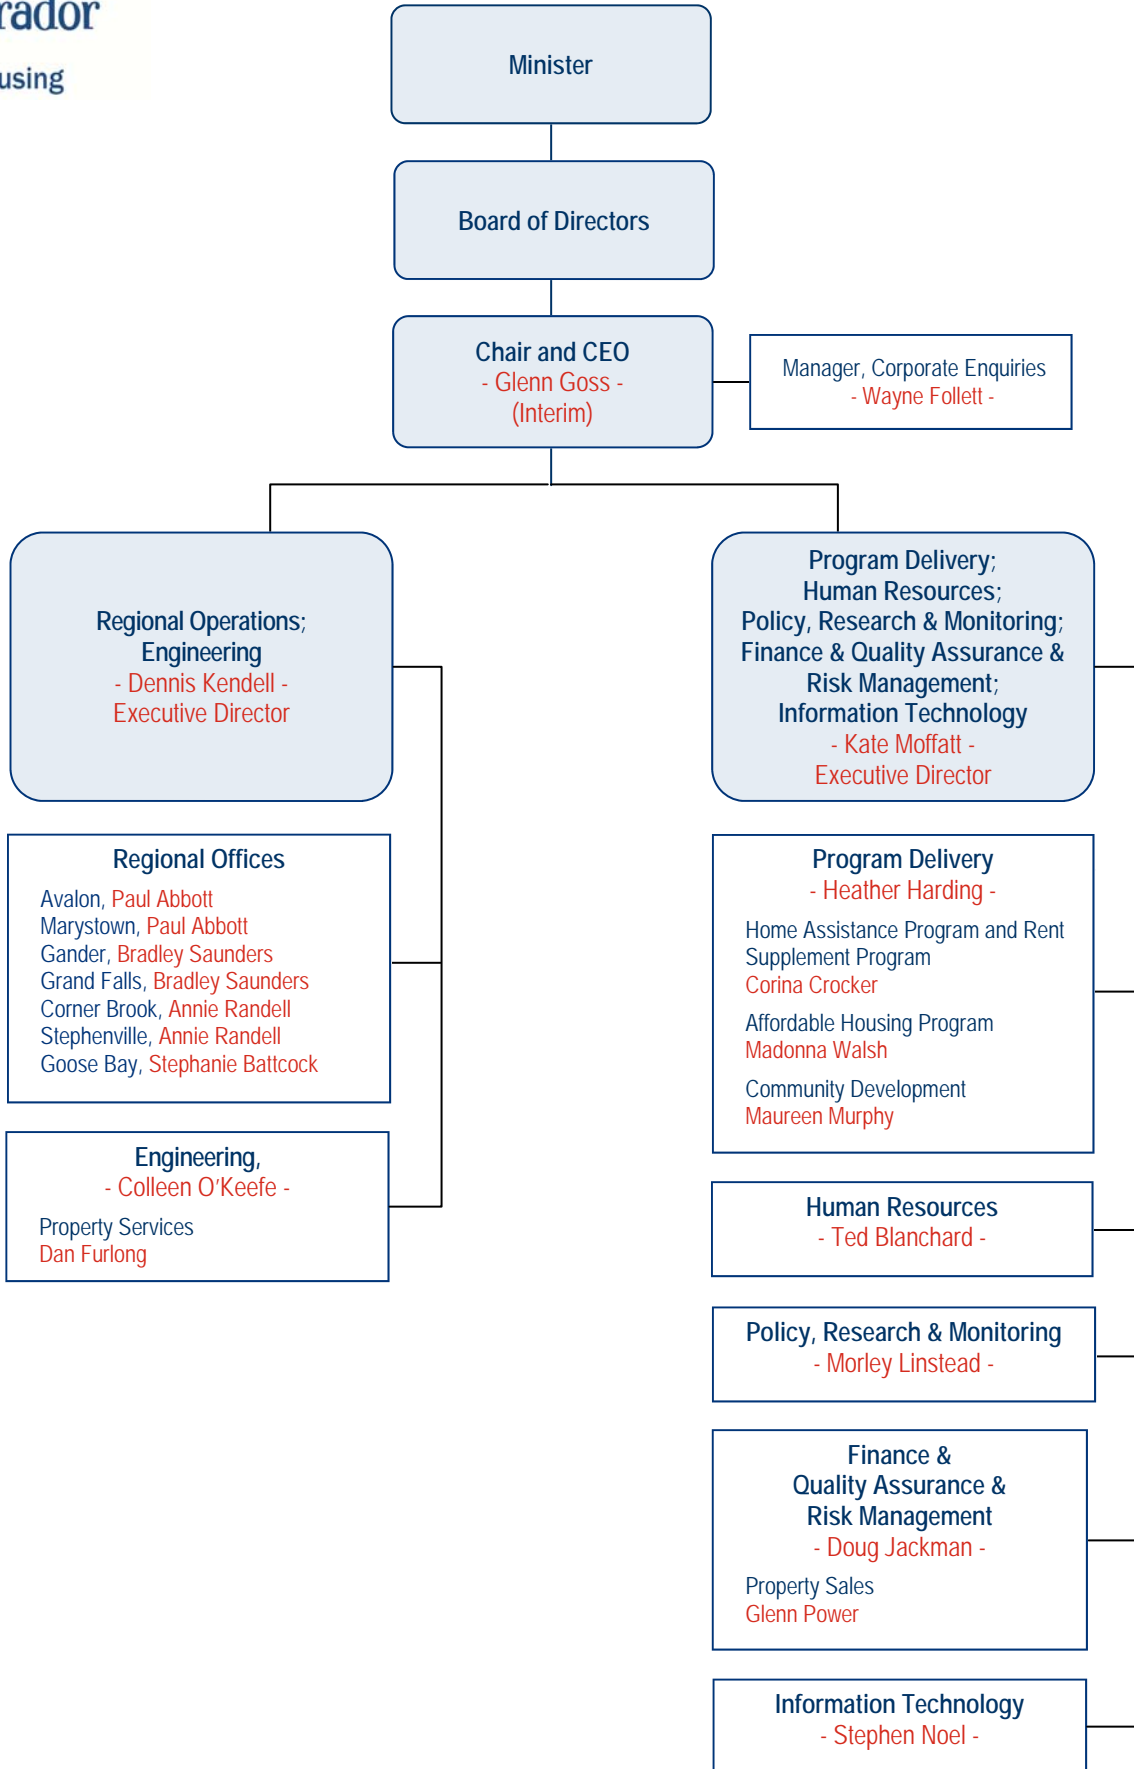 rador
using
Minister
Board of Directors
Chair and CEO
- Glenn Goss -
(Interim)
Manager, Corporate Enquiries
- Wayne Follett -
Regional Operations;
Engineering
- Dennis Kendell -
Executive Director
Program Delivery;
Human Resources;
Policy, Research & Monitoring;
Finance & Quality Assurance &
Risk Management;
Information Technology
- Kate Moffatt -
Executive Director
Regional Offices
Avalon, Paul Abbott
Marystown, Paul Abbott
Gander, Bradley Saunders
Grand Falls, Bradley Saunders
Corner Brook, Annie Randell
Stephenville, Annie Randell
Goose Bay, Stephanie Battcock
Engineering,
- Colleen O’Keefe -
Property Services
Dan Furlong
Program Delivery
- Heather Harding -
Home Assistance Program and Rent
Supplement Program
Corina Crocker
Affordable Housing Program
Madonna Walsh
Community Development
Maureen Murphy
Human Resources
- Ted Blanchard -
Policy, Research & Monitoring
- Morley Linstead -
Finance &
Quality Assurance &
Risk Management
- Doug Jackman -
Property Sales
Glenn Power
Information Technology
- Stephen Noel -